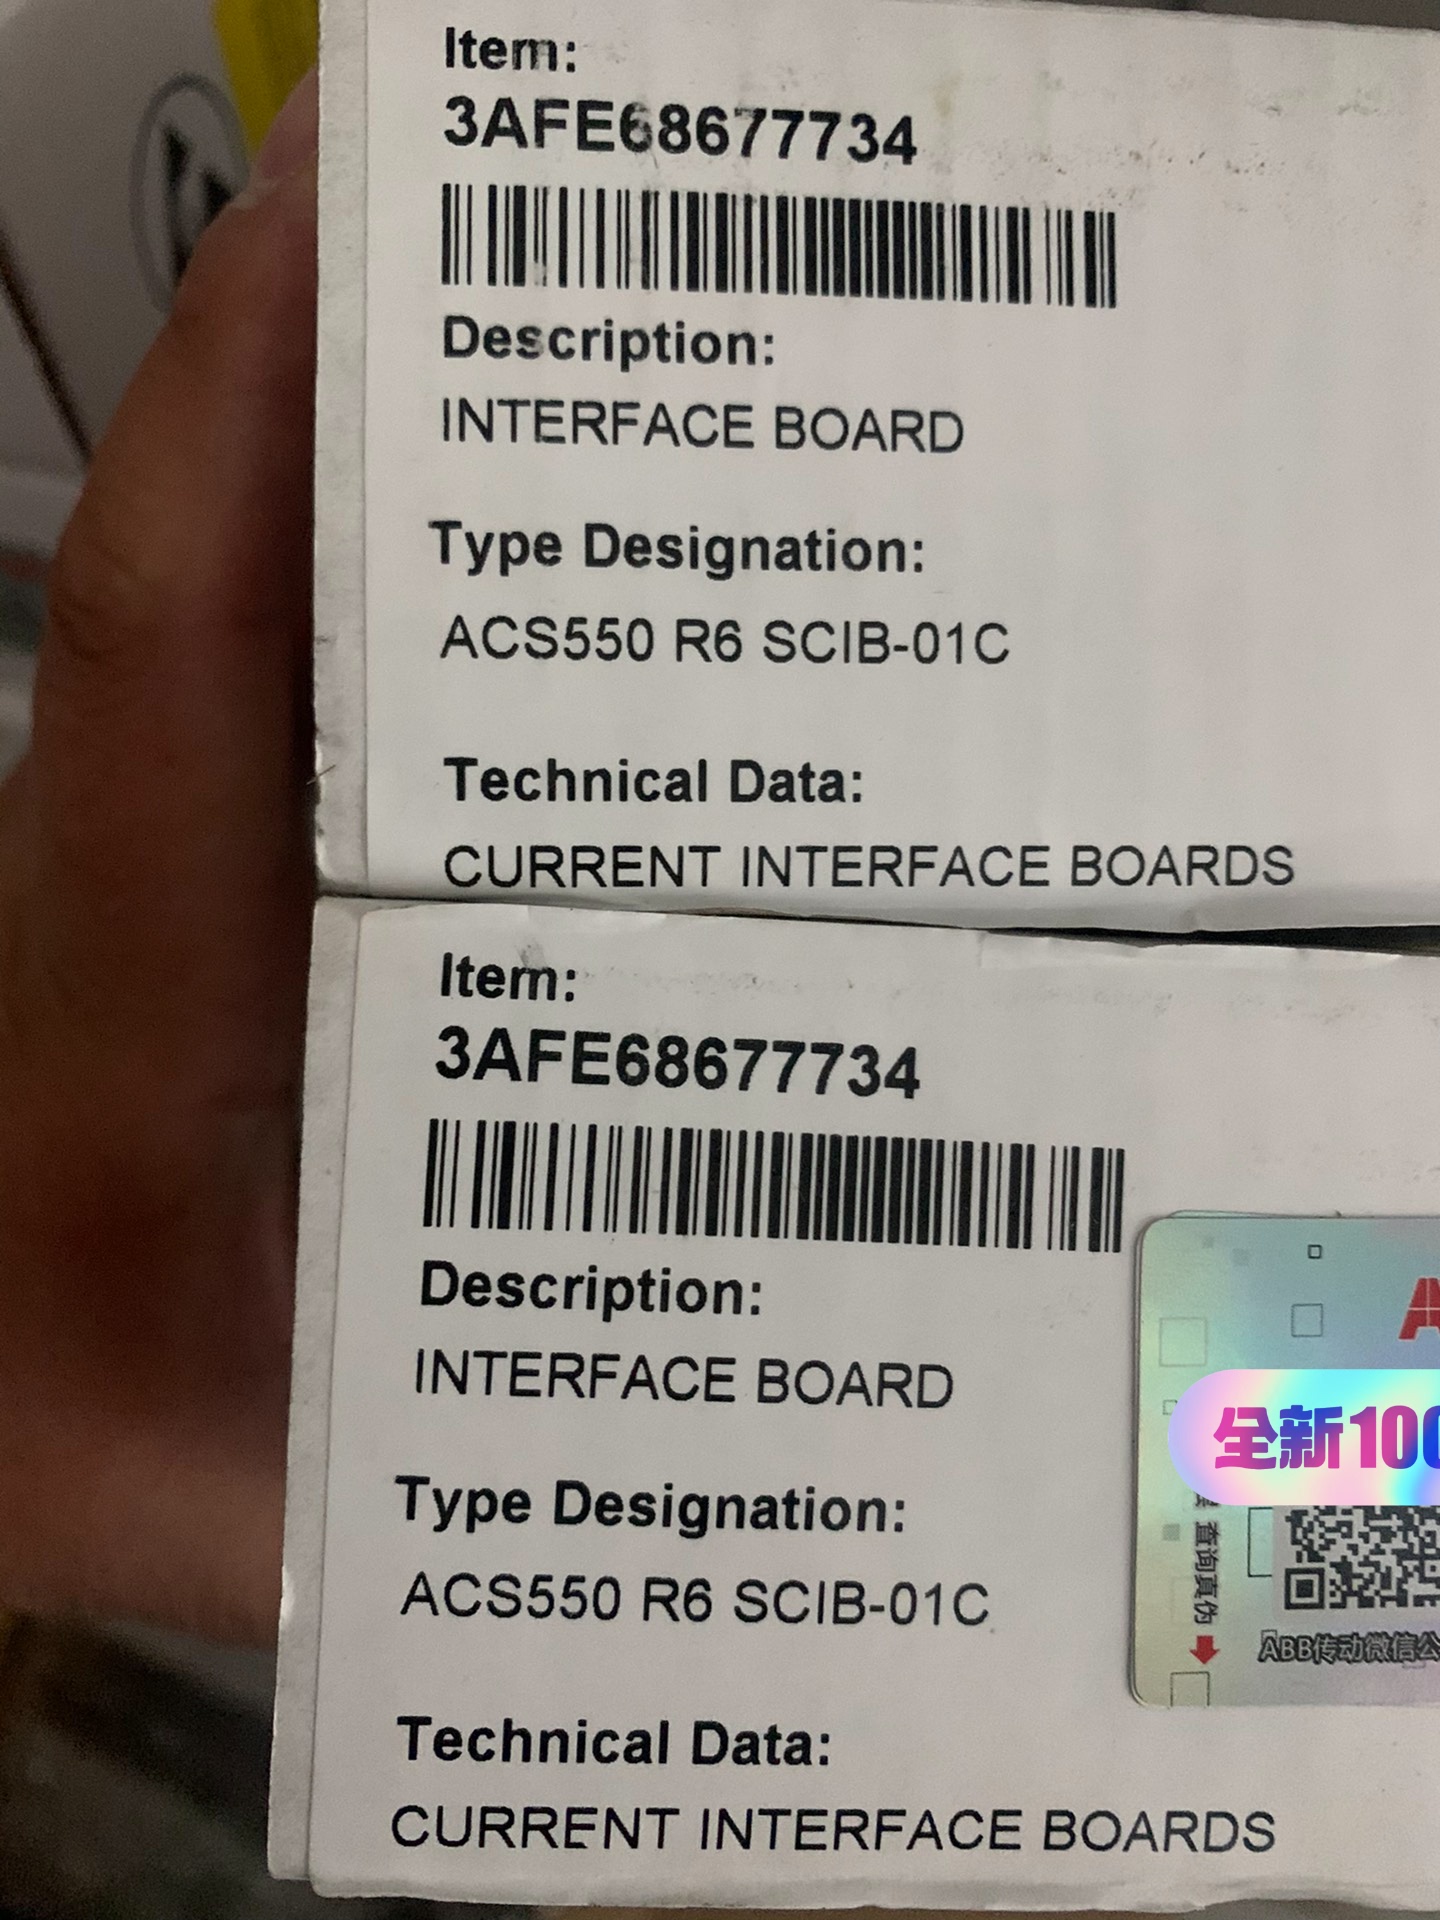 Item:
3AFE68677734
Description:
INTERFACE BOARD
Type Designation:
ACS550 R6 SCIB-01C
Technical Data:
CURRENT INTERFACE BOARDS
Item:
3AFE68677734
Description:
INTERFACE BOARD
Type Designation:
ACS550 R6 SCIB-01C
Technical Data:
CURRENT INTERFACE BOARDS
A
全新100
查询真伪
ABB传动微信公